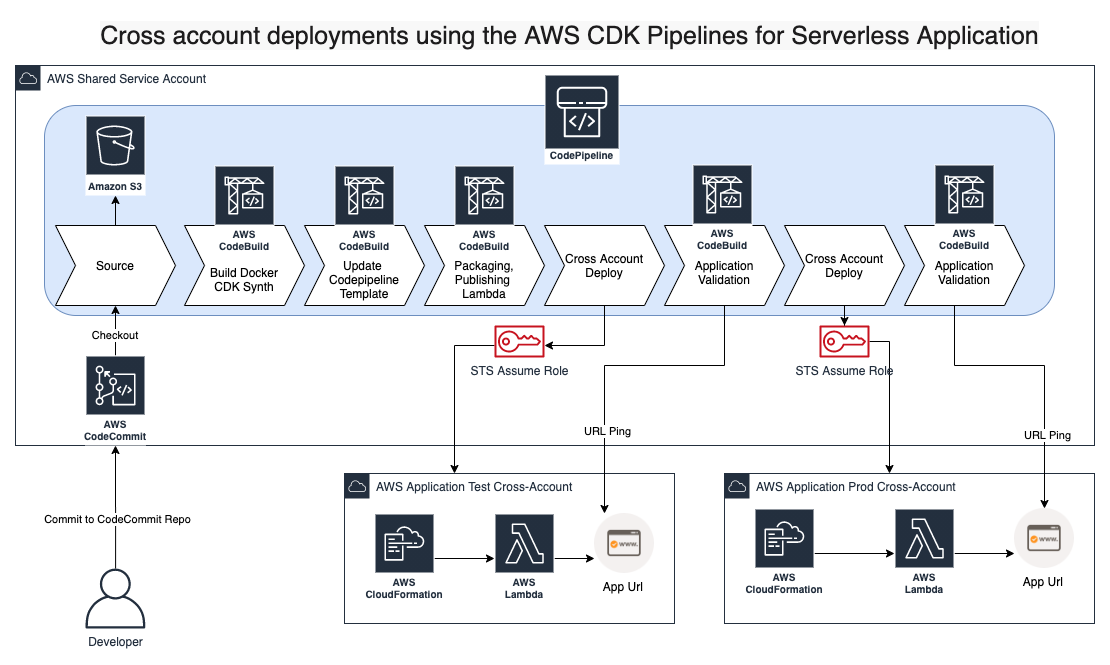 Cross account deployments using the AWS CDK Pipelines for Serverless Application
AWS Shared Service Account
CodePipeline
Amazon S3
Source
AWS
CodeBuild
Build Docker
CDK Synth
AWS
CodeBuild
Update
Codepipeline
Template
AWS
CodeBuild
Packaging,
Publishing
Lambda
Cross Account
Deploy
AWS
CodeBuild
Application
Validation
Cross Account
Deploy
AWS
CodeBuild
Application
Validation
Checkout
STS Assume Role
STS Assume Role
AWS
CodeCommit
URL Ping
URL Ping
Commit to CodeCommit Repo
Developer
AWS Application Test Cross-Account
AWS
CloudFormation
AWS
Lambda
www.
App Url
AWS Application Prod Cross-Account
AWS
CloudFormation
AWS
Lambda
www.
App Url